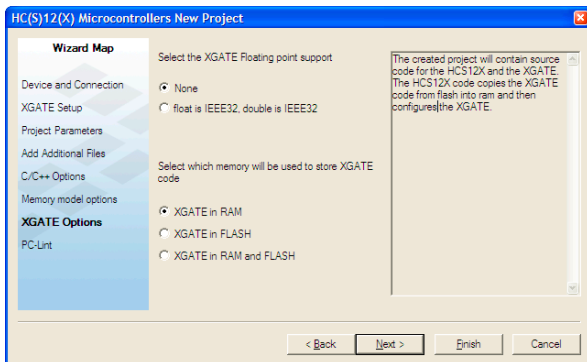 HC(S)12(X) Microcontrollers New Project
Wizard Map
Device and Connection
XGATE Setup
Project Parameters
Add Additional Files
C/C++ Options
Memory model options
XGATE Options
PC-Lint
Select the XGATE Floating point support
None
float is IEEE32, double is IEEE32
Select which memory will be used to store XGATE
code
XGATE in RAM
XGATE in FLASH
XGATE in RAM and FLASH
The created project will contain source
code for the HCS12X and the XGATE.
The HCS12X code copies the XGATE
code from flash into ram and then
configures the XGATE.
< Back
Next >
Finish
Cancel